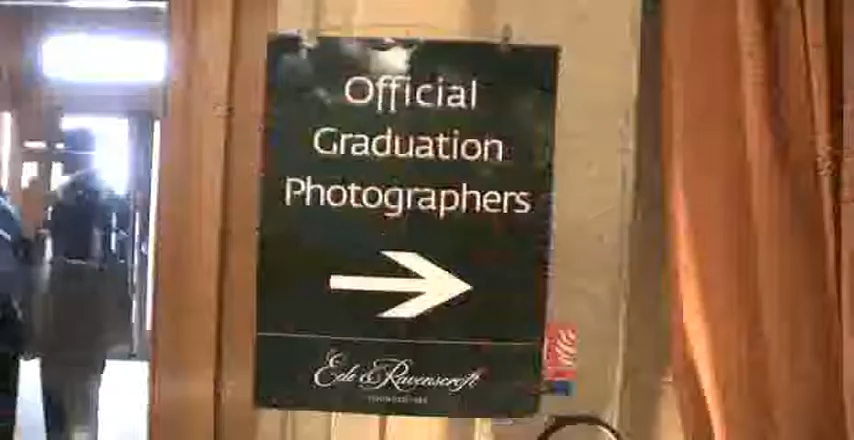 Official
Graduation
Photographers
Ede & Ravenscroft